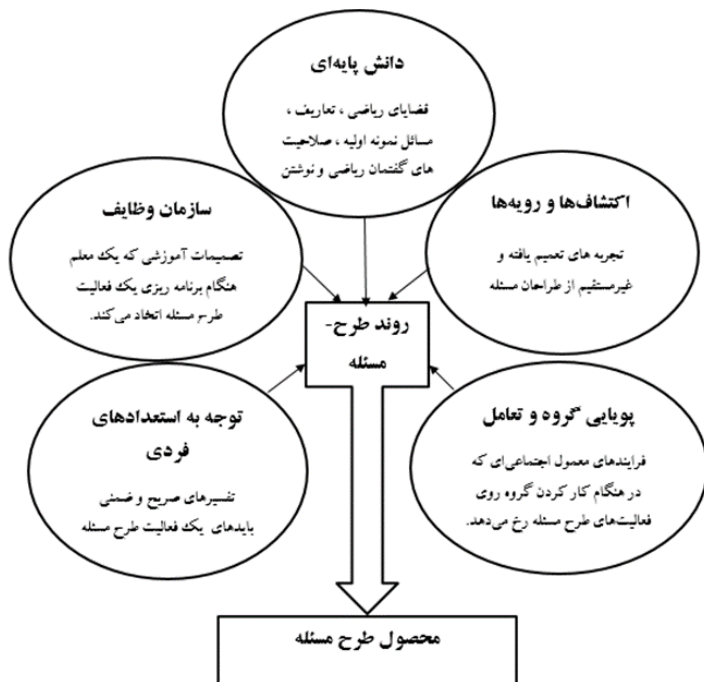 دانش پایه‌ای
قضایای ریاضی ، تعاریف ،
مسائل نمونه اولیه ، صلاحیت
های گفتمان ریاضی و نوشتن
اکتشاف‌ها و رویه‌ها
تجربه های تعمیم یافته و
غیرمستقیم از طراحان مسئله
سازمان وظایف
تصمیمات آموزشی که یک معلم
هنگام برنامه ریزی یک فعالیت
طرح مسئله اتخاد می‌کند.
روند طرح-
مسئله
پویایی گروه و تعامل
فرایندهای معمول اجتماعی‌ای که
در هنگام کار کردن گروه روی
فعالیت‌های طرح مسئله رخ می‌دهد.
توجه به استعدادهای
فردی
تفسیرهای صریح و ضمنی
بایدهای یک فعالیت طرح مسئله
محصول طرح مسئله